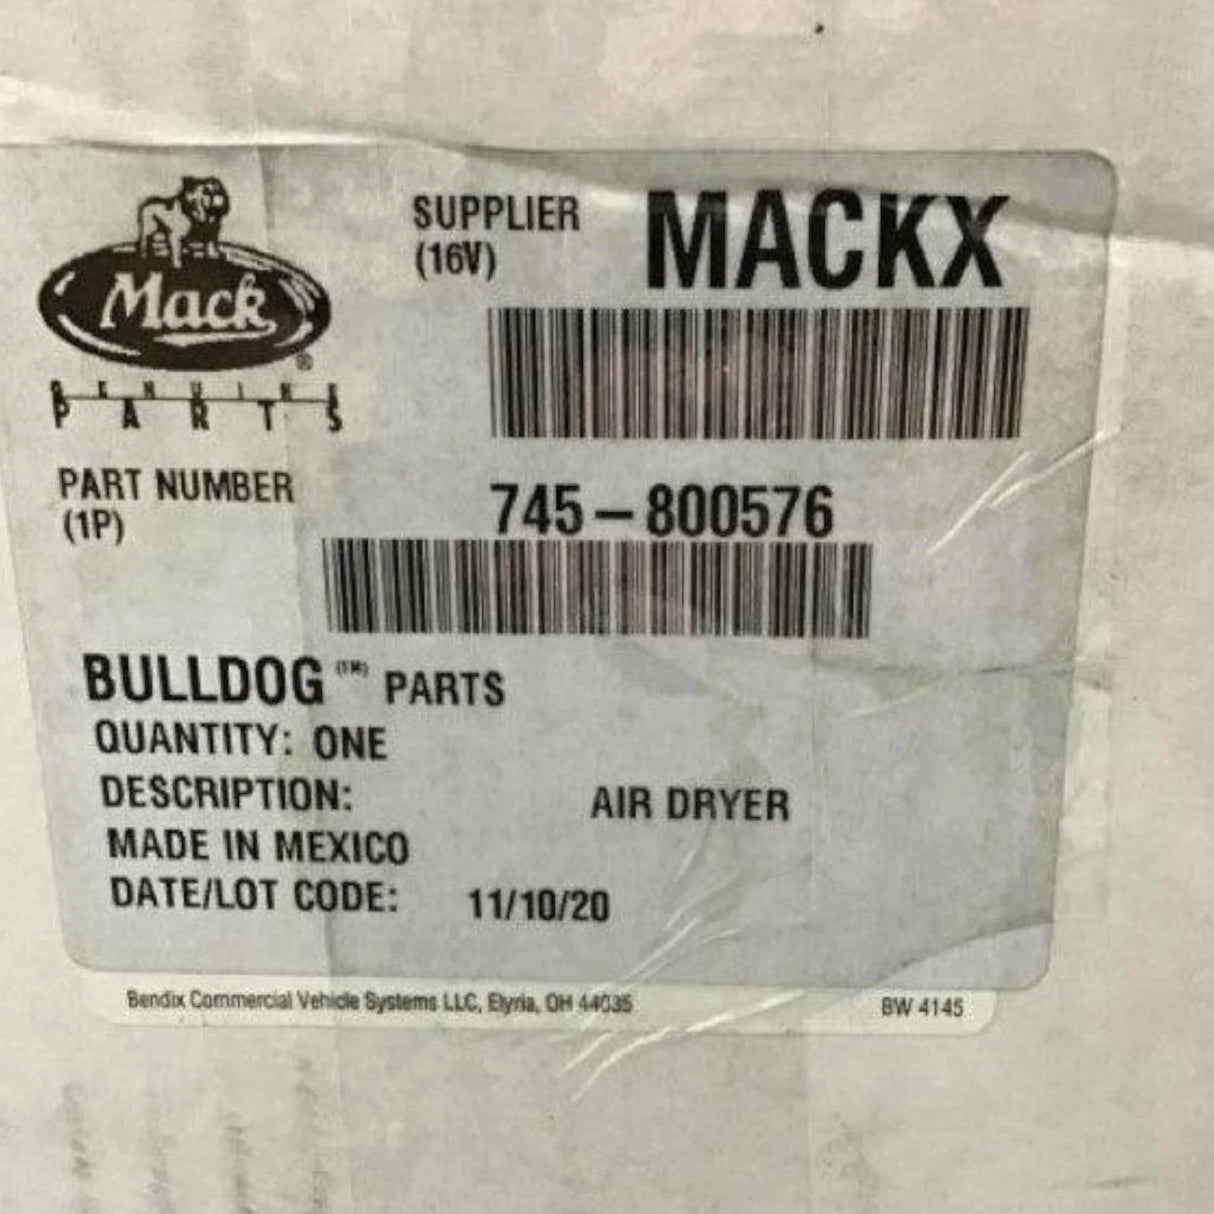 Mack
®
GENUINE
PARTS
SUPPLIER
(16V)
MACKX
PART NUMBER
(1P)
745-800576
BULLDOG (TM) PARTS
QUANTITY: ONE
DESCRIPTION: AIR DRYER
MADE IN MEXICO
DATE/LOT CODE: 11/10/20
Bendix Commercial Vehicle Systems LLC, Elyria, OH 44035
BW 4145